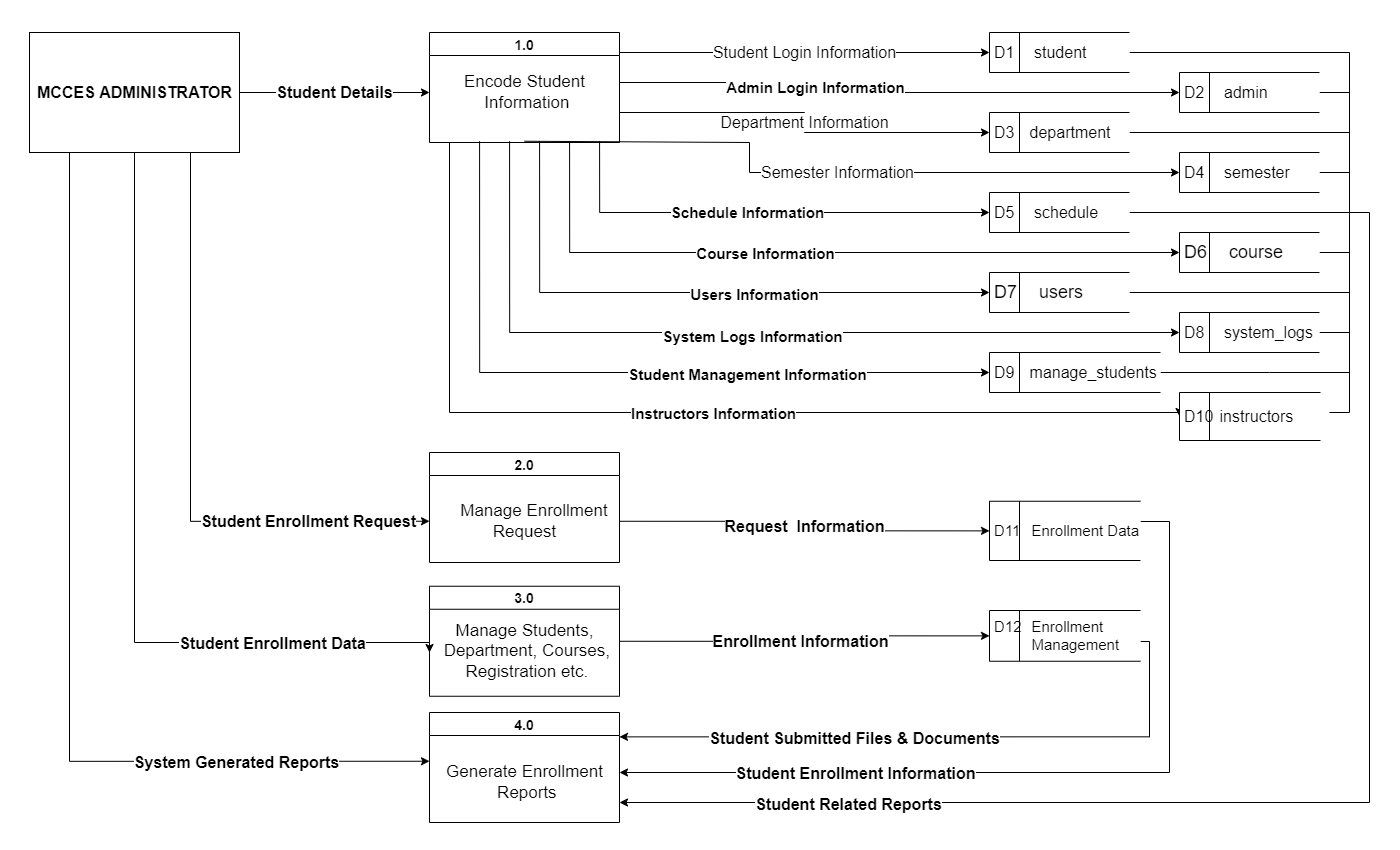 1.0
MCCES ADMINISTRATOR
Student Details
Encode Student
Information
Student Login Information
D1 student
Admin Login Information
D2 admin
Department Information
D3 department
Semester Information
D4 semester
Schedule Information
D5 schedule
Course Information
D6 course
Users Information
D7 users
System Logs Information
D8 system_logs
Student Management Information
D9 manage_students
Instructors Information
D10 instructors
2.0
Student Enrollment Request
Manage Enrollment
Request
Request Information
D11 Enrollment Data
3.0
Student Enrollment Data
Manage Students,
Department, Courses,
Registration etc.
Enrollment Information
D12 Enrollment
Management
4.0
System Generated Reports
Generate Enrollment
Reports
Student Submitted Files & Documents
Student Enrollment Information
Student Related Reports